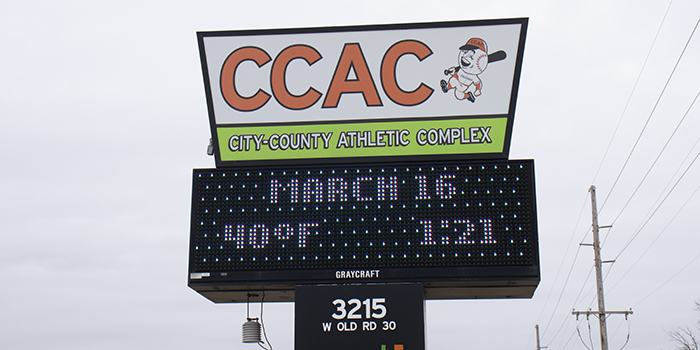 CCAC
CITY-COUNTY ATHLETIC COMPLEX
MARCH 16
40°F 1:21
GRAYCRAFT
3215
W OLD RD 30